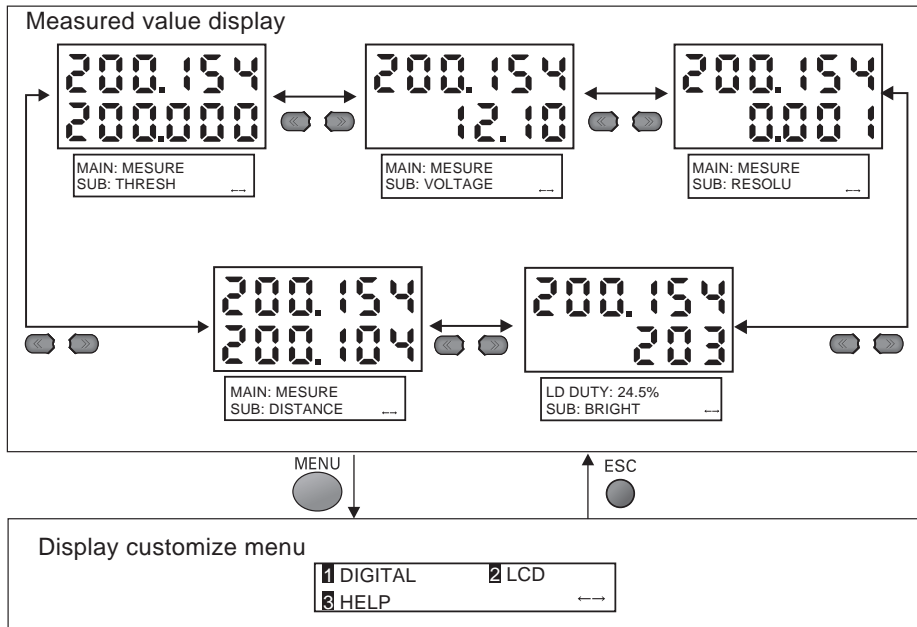 Measured value display
200.154
200.000
MAIN: MESURE
SUB: THRESH ←→
200.154
12.10
MAIN: MESURE
SUB: VOLTAGE ←→
200.154
0.001
MAIN: MESURE
SUB: RESOLU ←→
200.154
200.104
MAIN: MESURE
SUB: DISTANCE ←→
200.154
203
LD DUTY: 24.5%
SUB: BRIGHT ←→
MENU
ESC
Display customize menu
1 DIGITAL 2 LCD
3 HELP ←→